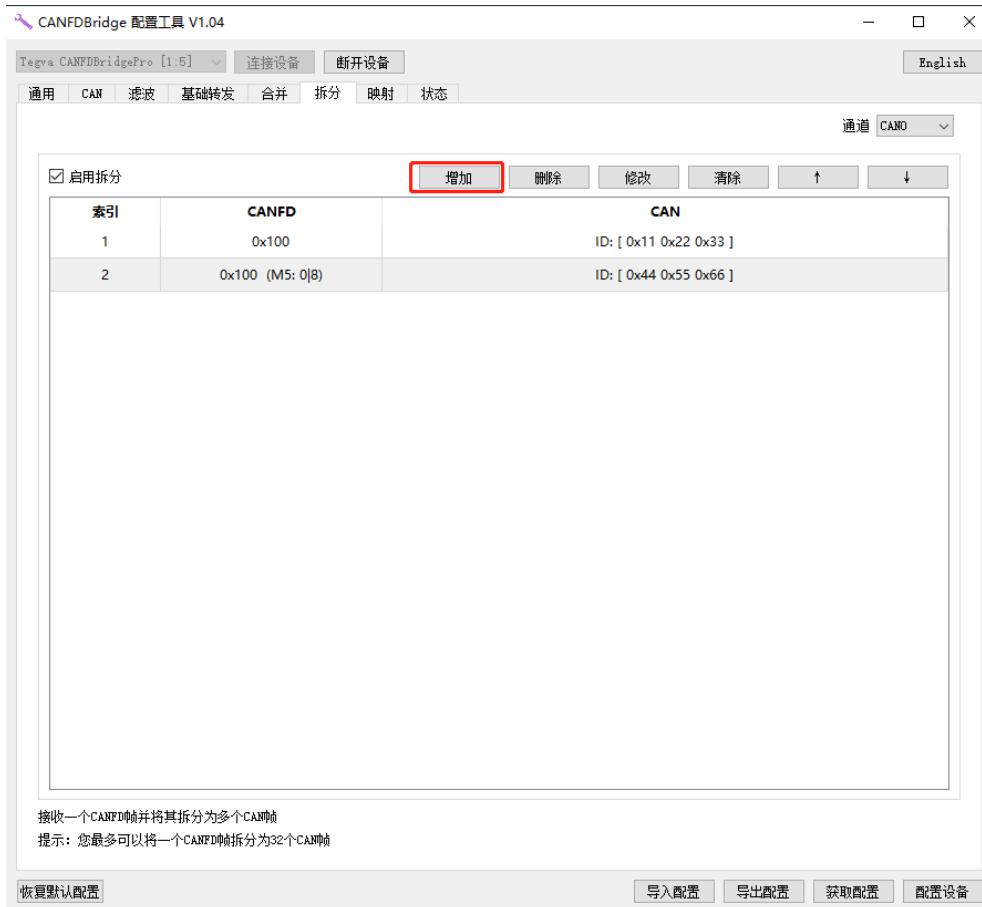 CANFDBridge 配置工具 V1.04
Tegva CANFDBridgePro [1:5] 连接设备 断开设备 English
通用 CAN 滤波 基础转发 合并 拆分 映射 状态
通道 CAN0
启用拆分 增加 删除 修改 清除 ↑ ↓
索引 CANFD CAN
1 0x100 ID: [ 0x11 0x22 0x33 ]
2 0x100 (M5: 0|8) ID: [ 0x44 0x55 0x66 ]
接收一个CANFD帧并将其拆分为多个CAN帧
提示：您最多可以将一个CANFD帧拆分为32个CAN帧
恢复默认配置 导入配置 导出配置 获取配置 配置设备